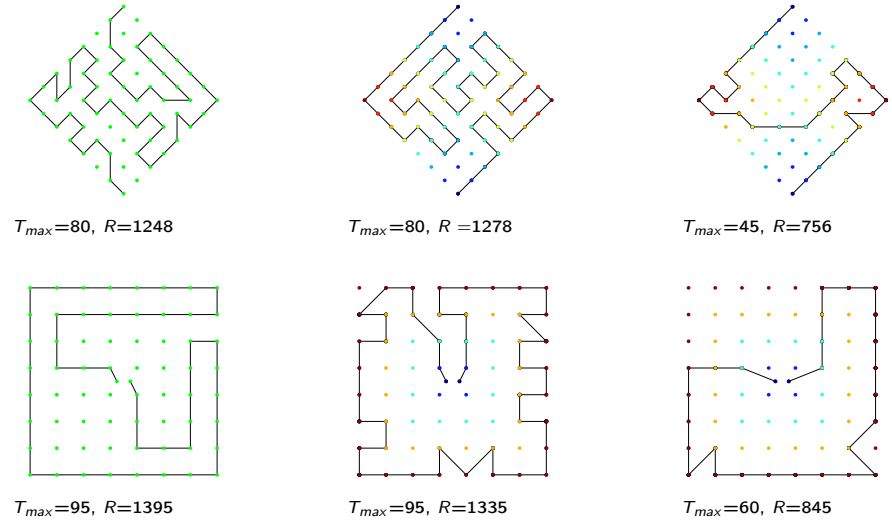 T_max=80, R=1248
T_max=80, R =1278
T_max=45, R=756
T_max=95, R=1395
T_max=95, R=1335
T_max=60, R=845